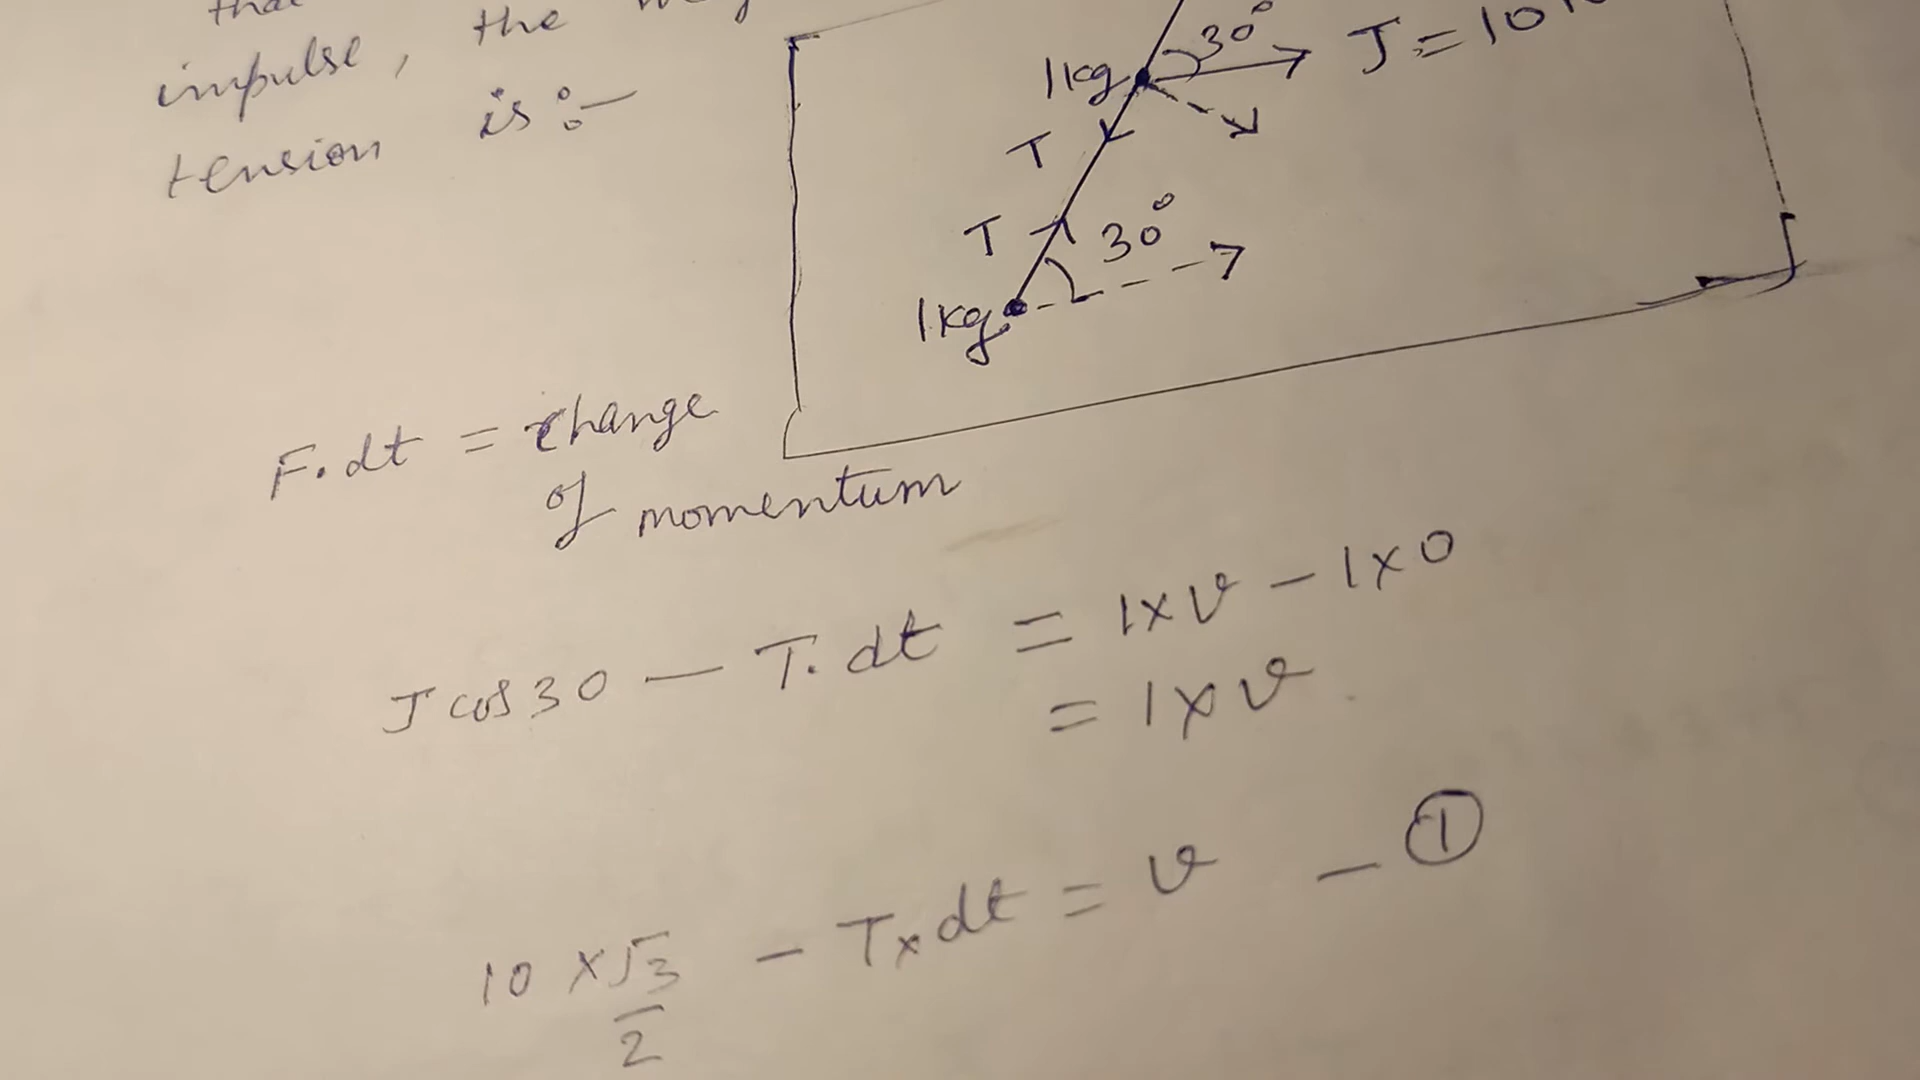 that
impulse, the
tension is :-
30°
1kg
J = 10
T
T
30°
1kg
F.dt = change
of momentum
J cos 30 - T.dt = 1×v - 1×0
= 1×v
10 × √3/2 - T×dt = v - ①